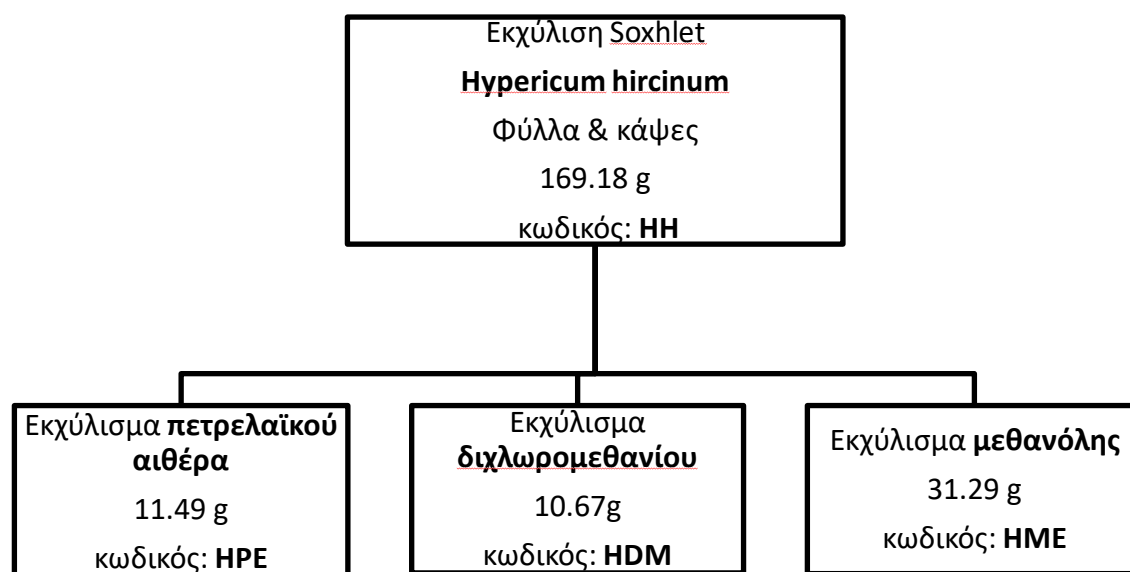 Εκχύλιση Soxhlet
Hypericum hircinum
Φύλλα & κάψες
169.18 g
κωδικός: HH
Εκχύλισμα πετρελαϊκού
αιθέρα
11.49 g
κωδικός: HPE
Εκχύλισμα
διχλωρομεθανίου
10.67g
κωδικός: HDM
Εκχύλισμα μεθανόλης
31.29 g
κωδικός: HME